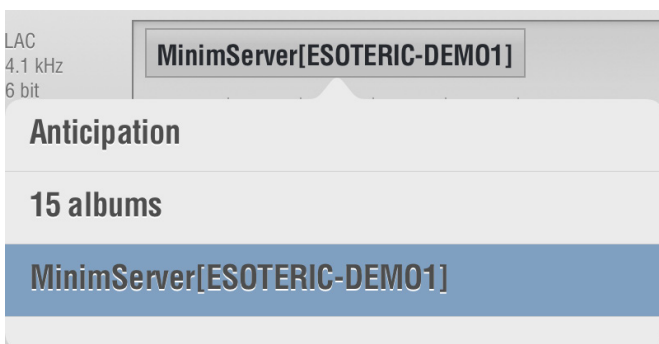 LAC
4.1 kHz
6 bit
MinimServer[ESOTERIC-DEMO1]
Anticipation
15 albums
MinimServer[ESOTERIC-DEMO1]